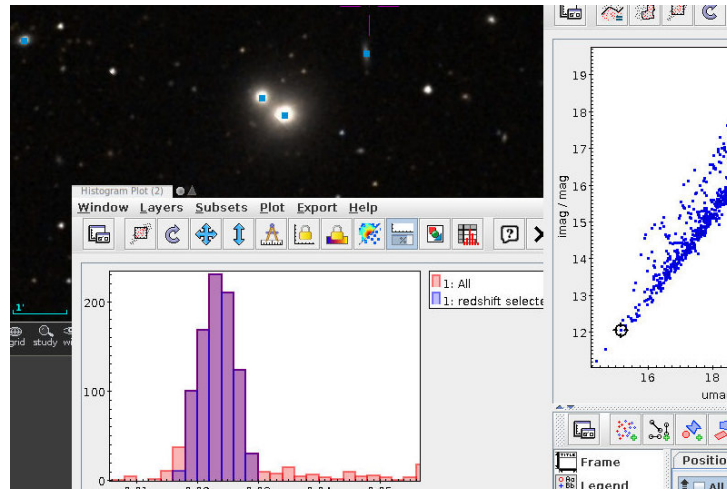 1'
grid study
Histogram Plot (2)
Window Layers Subsets Plot Export Help
1: All
1: redshift selecte
200
100
0
19
18
17
16
15
14
13
12
imag / mag
16 18
uma
Frame
Legend
Positio
All